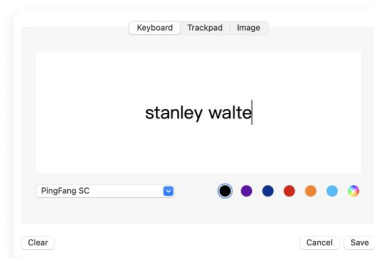 Keyboard Trackpad Image
stanley walte
PingFang SC
Clear Cancel Save